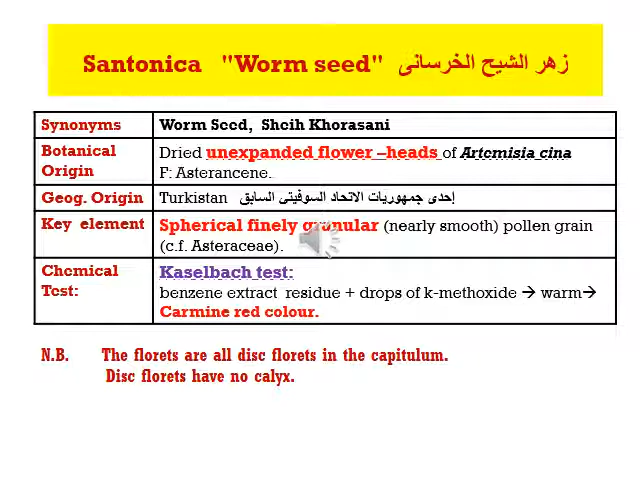 Santonica "Worm seed" زهر الشيح الخرسانى
Synonyms Worm Seed, Sheih Khorasani
Botanical Origin Dried unexpanded flower –heads of Artemisia cina
F: Asterancene.
Geog. Origin Turkistan إحدى جمهوريات الاتحاد السوفيتى السابق
Key element Spherical finely granular (nearly smooth) pollen grain
(c.f. Asteraceae).
Chemical Test: Kaselbach test:
benzene extract residue + drops of k-methoxide → warm→
Carmine red colour.
N.B. The florets are all disc florets in the capitulum.
Disc florets have no calyx.